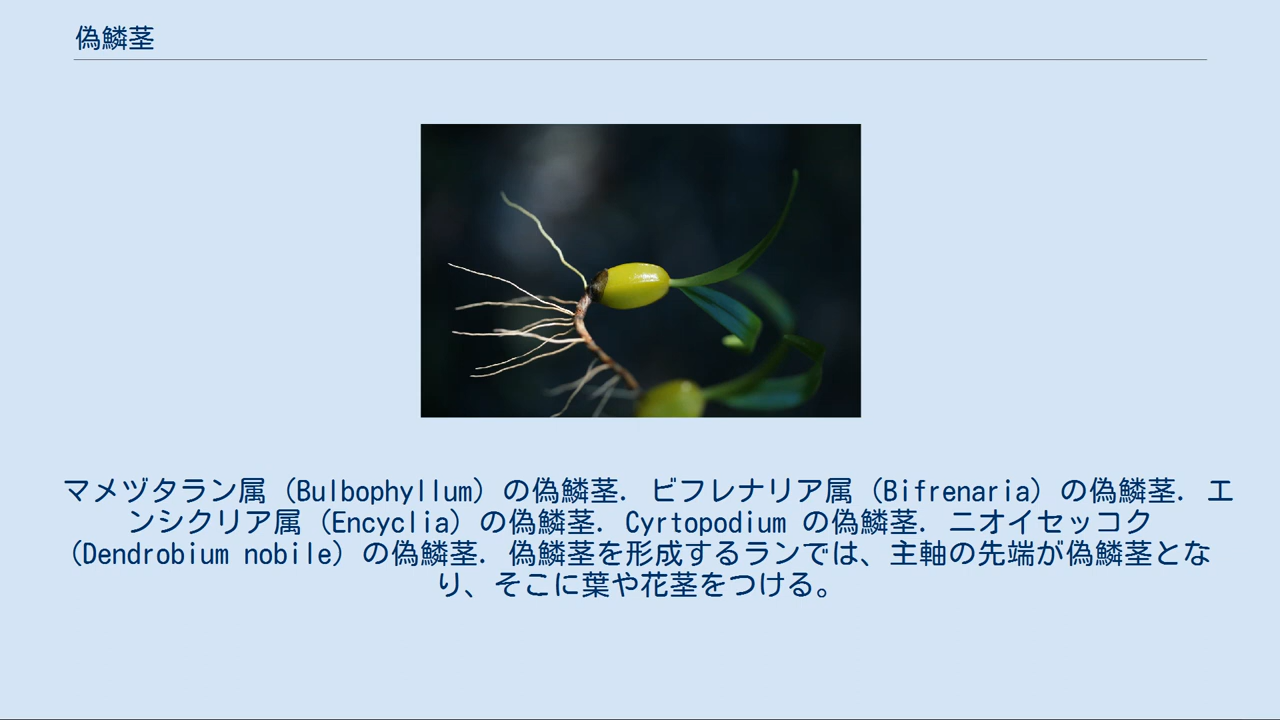 偽鱗茎
マメヅタラン属（Bulbophyllum）の偽鱗茎. ビフレナリア属（Bifrenaria）の偽鱗茎. エ
ンシクリア属（Encyclia）の偽鱗茎. Cyrtopodium の偽鱗茎. ニオイセッコク
（Dendrobium nobile）の偽鱗茎. 偽鱗茎を形成するランでは、主軸の先端が偽鱗茎とな
り、そこに葉や花茎をつける。